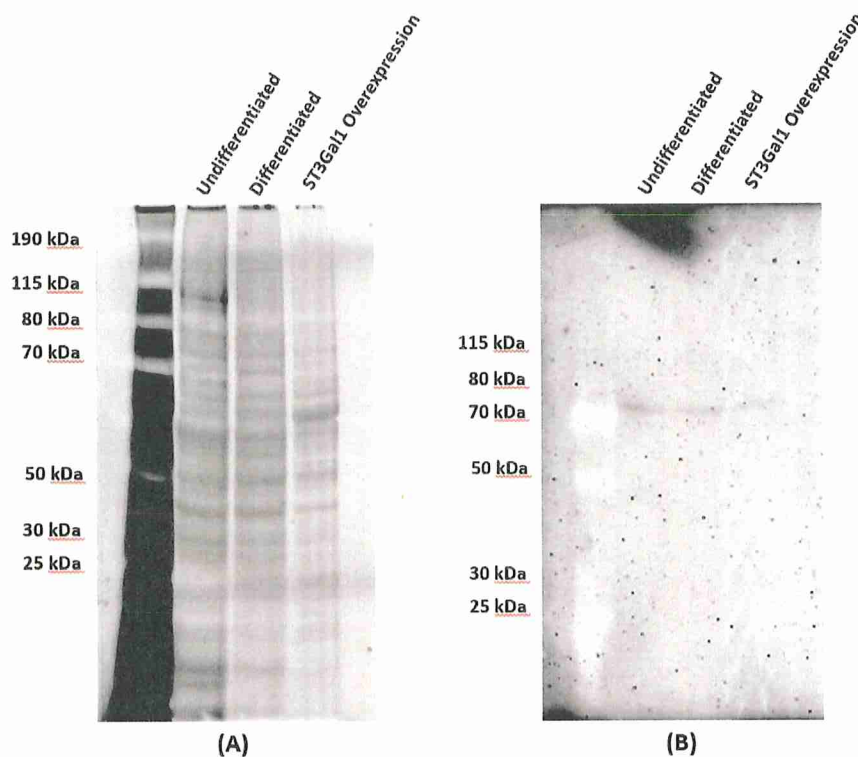 Undifferentiated
Differentiated
ST3Gal1 Overexpression
190 kDa
115 kDa
80 kDa
70 kDa
50 kDa
30 kDa
25 kDa
(A)
Undifferentiated
Differentiated
ST3Gal1 Overexpression
115 kDa
80 kDa
70 kDa
50 kDa
30 kDa
25 kDa
(B)